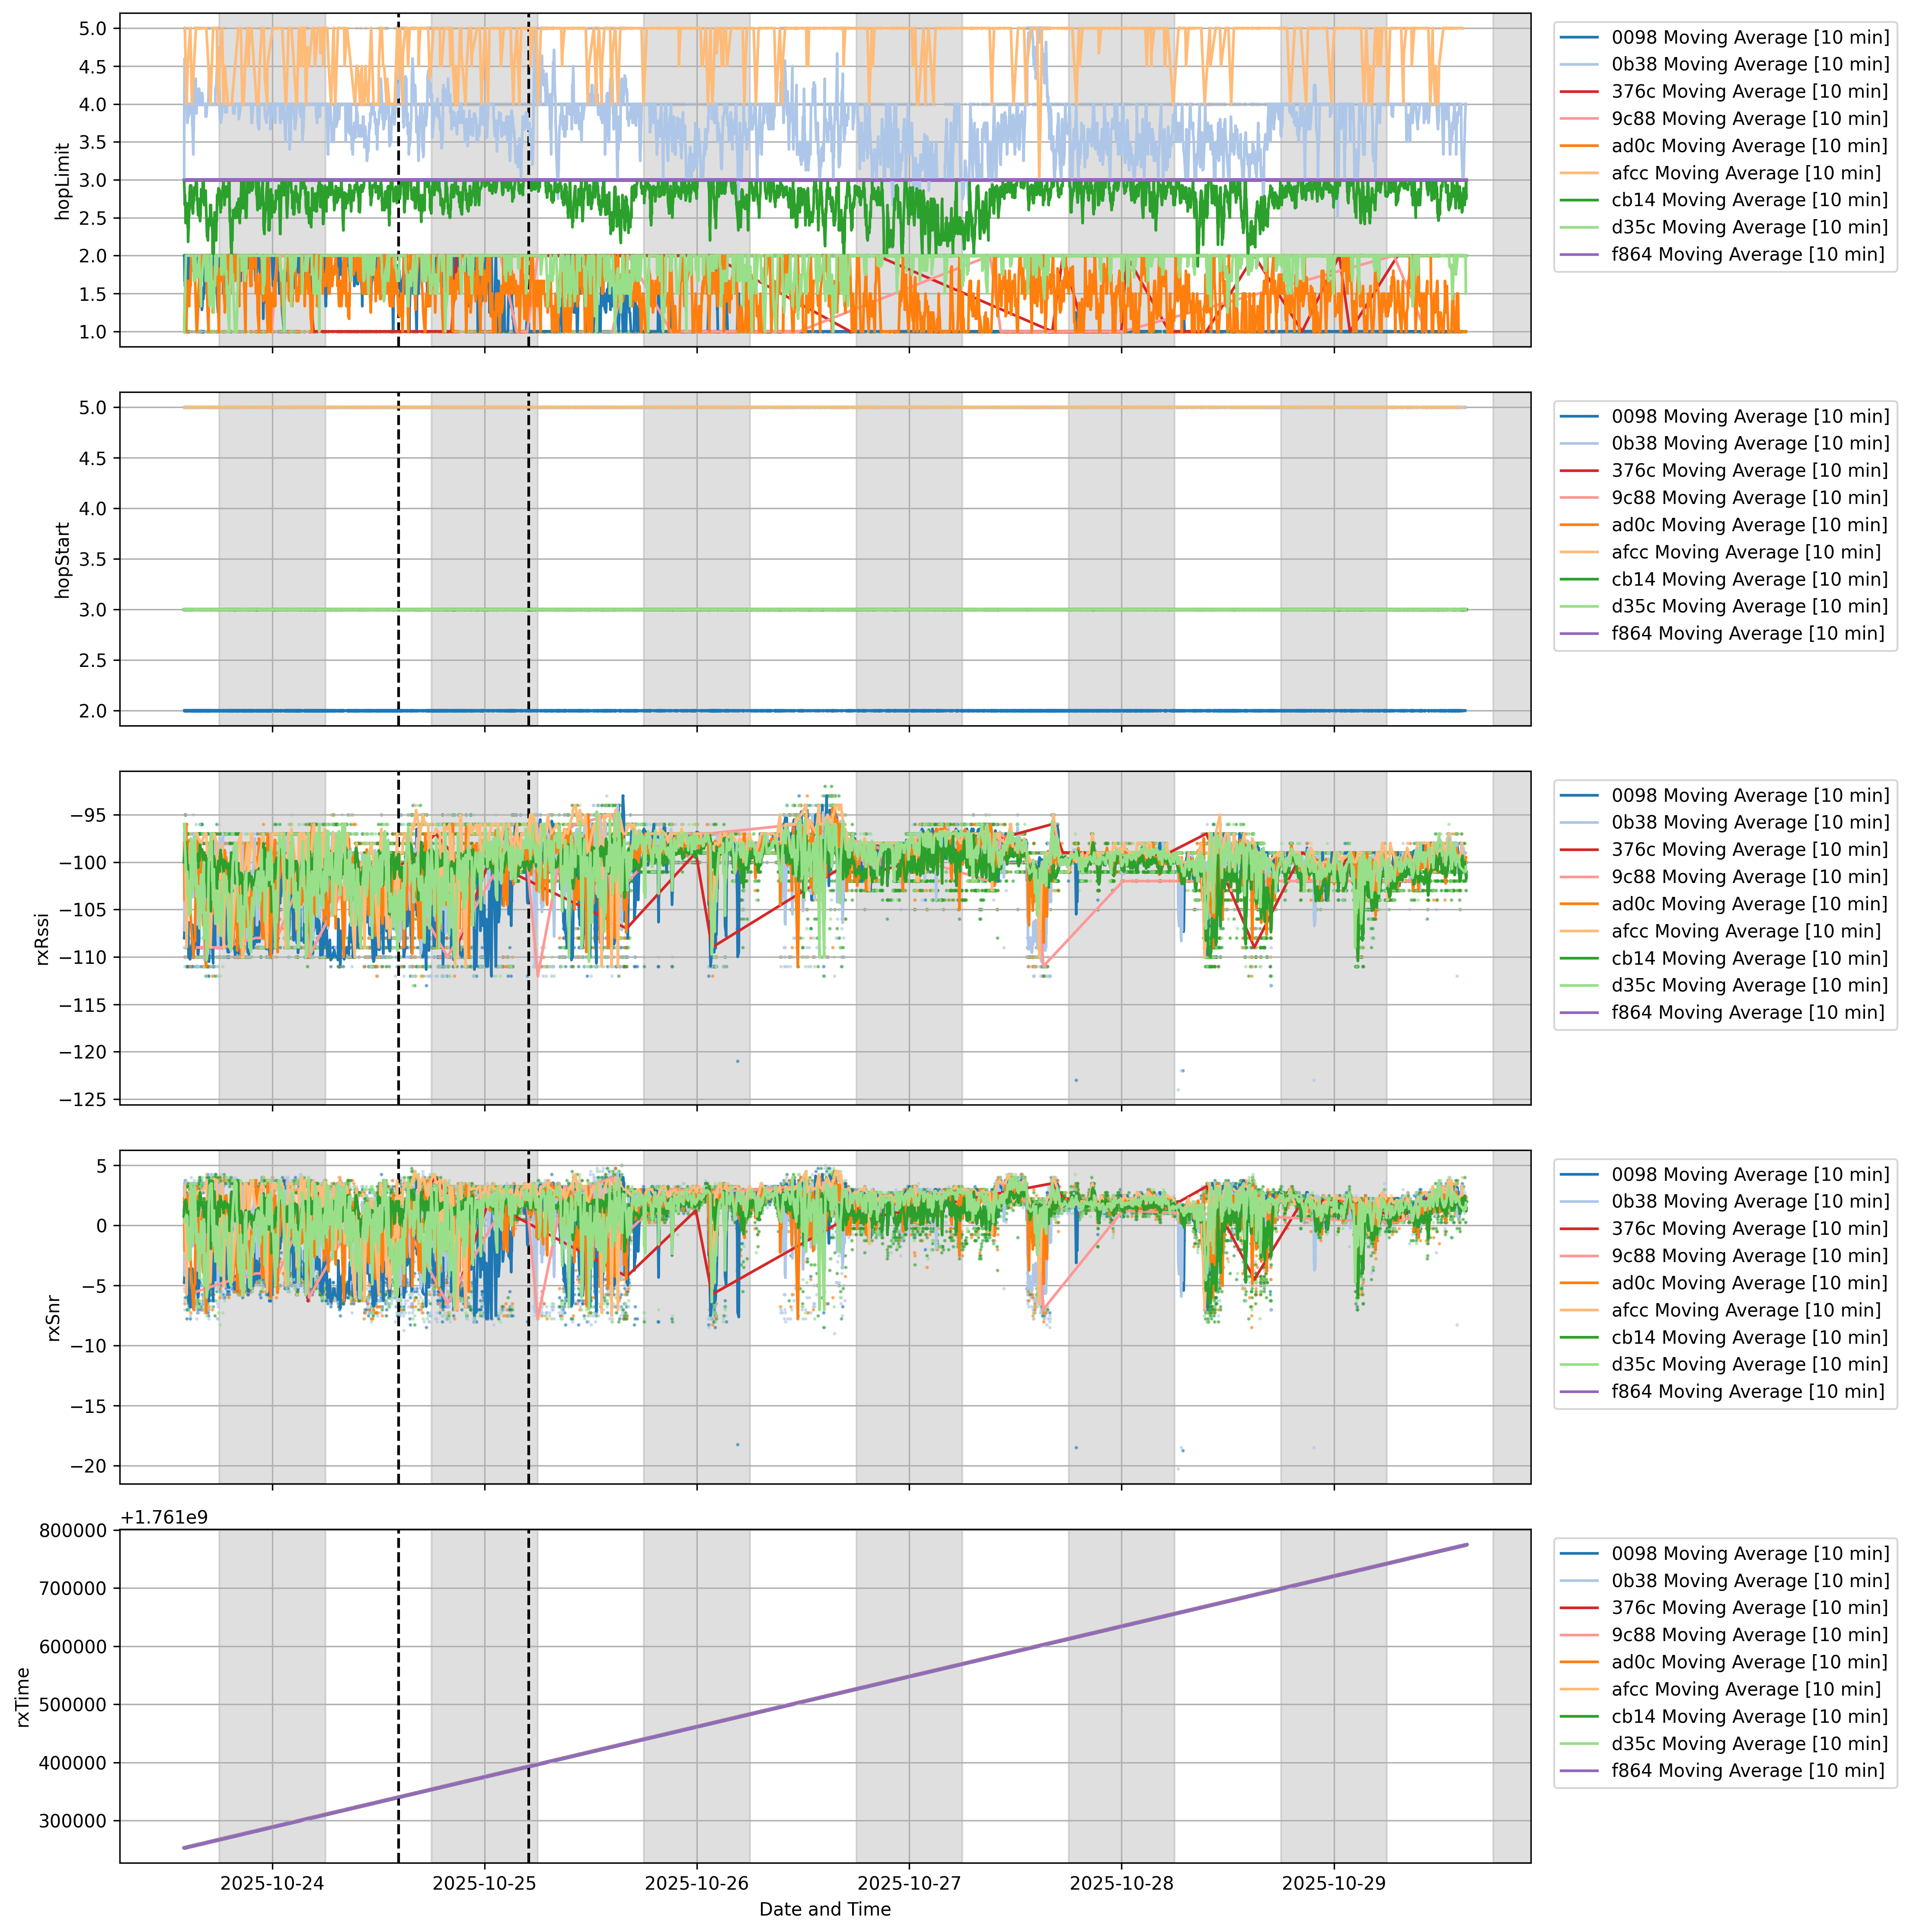 5.0
4.5
4.0
3.5
3.0
2.5
2.0
1.5
1.0
hopLimit
0098 Moving Average [10 min]
0b38 Moving Average [10 min]
376c Moving Average [10 min]
9c88 Moving Average [10 min]
ad0c Moving Average [10 min]
afcc Moving Average [10 min]
cb14 Moving Average [10 min]
d35c Moving Average [10 min]
f864 Moving Average [10 min]
5.0
4.5
4.0
3.5
3.0
2.5
2.0
hopStart
0098 Moving Average [10 min]
0b38 Moving Average [10 min]
376c Moving Average [10 min]
9c88 Moving Average [10 min]
ad0c Moving Average [10 min]
afcc Moving Average [10 min]
cb14 Moving Average [10 min]
d35c Moving Average [10 min]
f864 Moving Average [10 min]
−95
−100
−105
−110
−115
−120
−125
rxRssi
0098 Moving Average [10 min]
0b38 Moving Average [10 min]
376c Moving Average [10 min]
9c88 Moving Average [10 min]
ad0c Moving Average [10 min]
afcc Moving Average [10 min]
cb14 Moving Average [10 min]
d35c Moving Average [10 min]
f864 Moving Average [10 min]
5
0
−5
−10
−15
−20
rxSnr
0098 Moving Average [10 min]
0b38 Moving Average [10 min]
376c Moving Average [10 min]
9c88 Moving Average [10 min]
ad0c Moving Average [10 min]
afcc Moving Average [10 min]
cb14 Moving Average [10 min]
d35c Moving Average [10 min]
f864 Moving Average [10 min]
+1.761e9
800000
700000
600000
500000
400000
300000
rxTime
0098 Moving Average [10 min]
0b38 Moving Average [10 min]
376c Moving Average [10 min]
9c88 Moving Average [10 min]
ad0c Moving Average [10 min]
afcc Moving Average [10 min]
cb14 Moving Average [10 min]
d35c Moving Average [10 min]
f864 Moving Average [10 min]
2025-10-24 2025-10-25 2025-10-26 2025-10-27 2025-10-28 2025-10-29
Date and Time